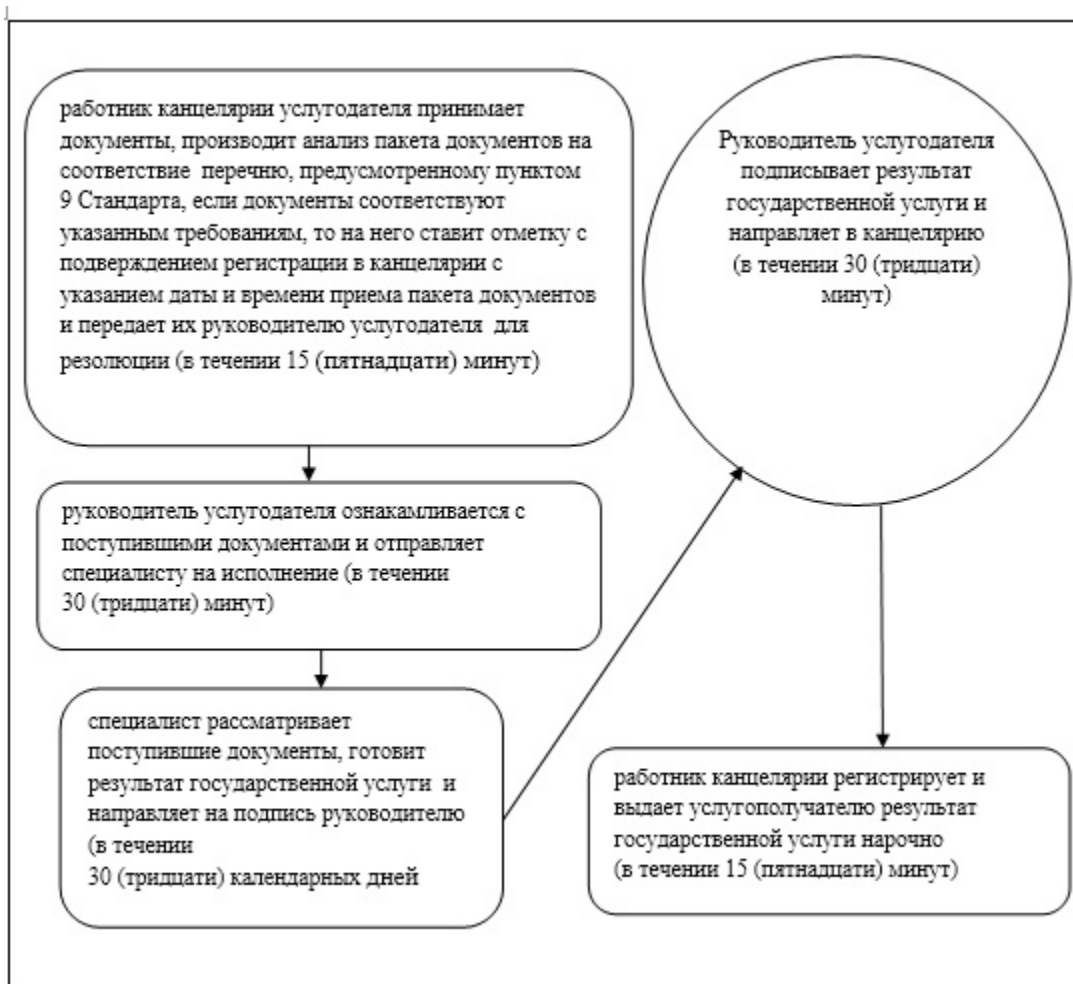 работник канцелярии услугодателя принимает
документы, производит анализ пакета документов на
соответствие перечню, предусмотренному пунктом
9 Стандарта, если документы соответствуют
указанным требованиям, то на него ставит отметку с
подверждением регистрации в канцелярии с
указанием даты и времени приема пакета документов
и передает их руководителю услугодателя для
резолюции (в течении 15 (пятнадцати) минут)
руководитель услугодателя ознакамливается с
поступившими документами и отправляет
специалисту на исполнение (в течении
30 (тридцати) минут)
специалист рассматривает
поступившие документы, готовит
результат государственной услуги и
направляет на подпись руководителю
(в течении
30 (тридцати) календарных дней
Руководитель услугодателя
подписывает результат
государственной услуги и
направляет в канцелярию
(в течении 30 (тридцати)
минут)
работник канцелярии регистрирует и
выдает услугополучателю результат
государственной услуги нарочно
(в течении 15 (пятнадцати) минут)